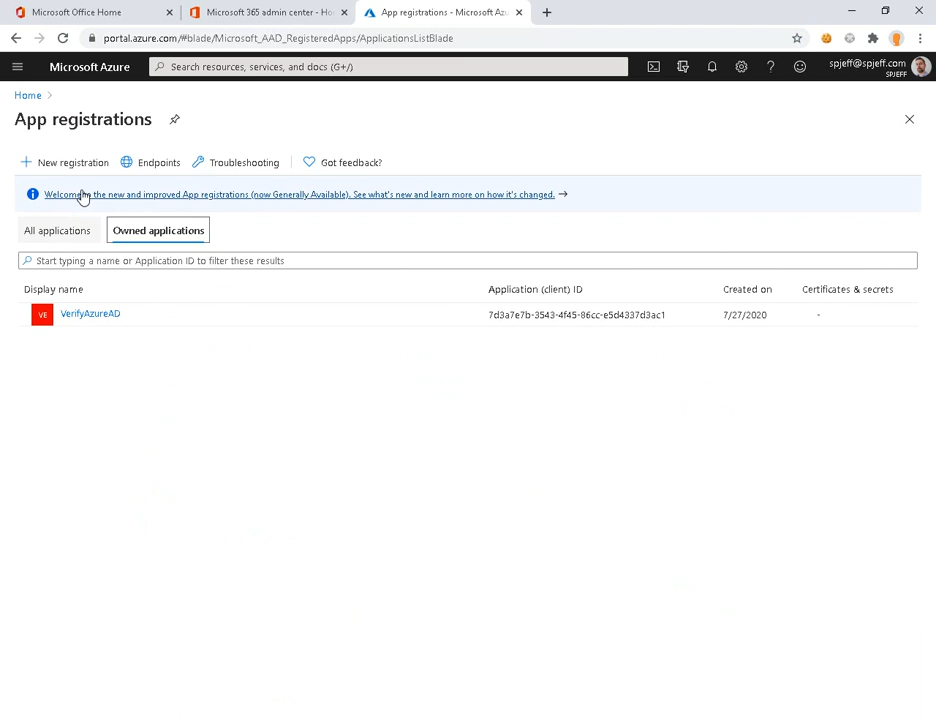 Microsoft Office Home
Microsoft 365 admin center - Ho
App registrations - Microsoft Azu
portal.azure.com/#blade/Microsoft_AAD_RegisteredApps/ApplicationsListBlade
Microsoft Azure
Search resources, services, and docs (G+/)
spjeff@spjeff.com
SPJEFF
Home
App registrations
New registration
Endpoints
Troubleshooting
Got feedback?
Welcome to the new and improved App registrations (now Generally Available). See what's new and learn more on how it's changed.
All applications
Owned applications
Start typing a name or Application ID to filter these results
Display name
Application (client) ID
Created on
Certificates & secrets
VE
VerifyAzureAD
7d3a7e7b-3543-4f45-86cc-e5d4337d3ac1
7/27/2020
-